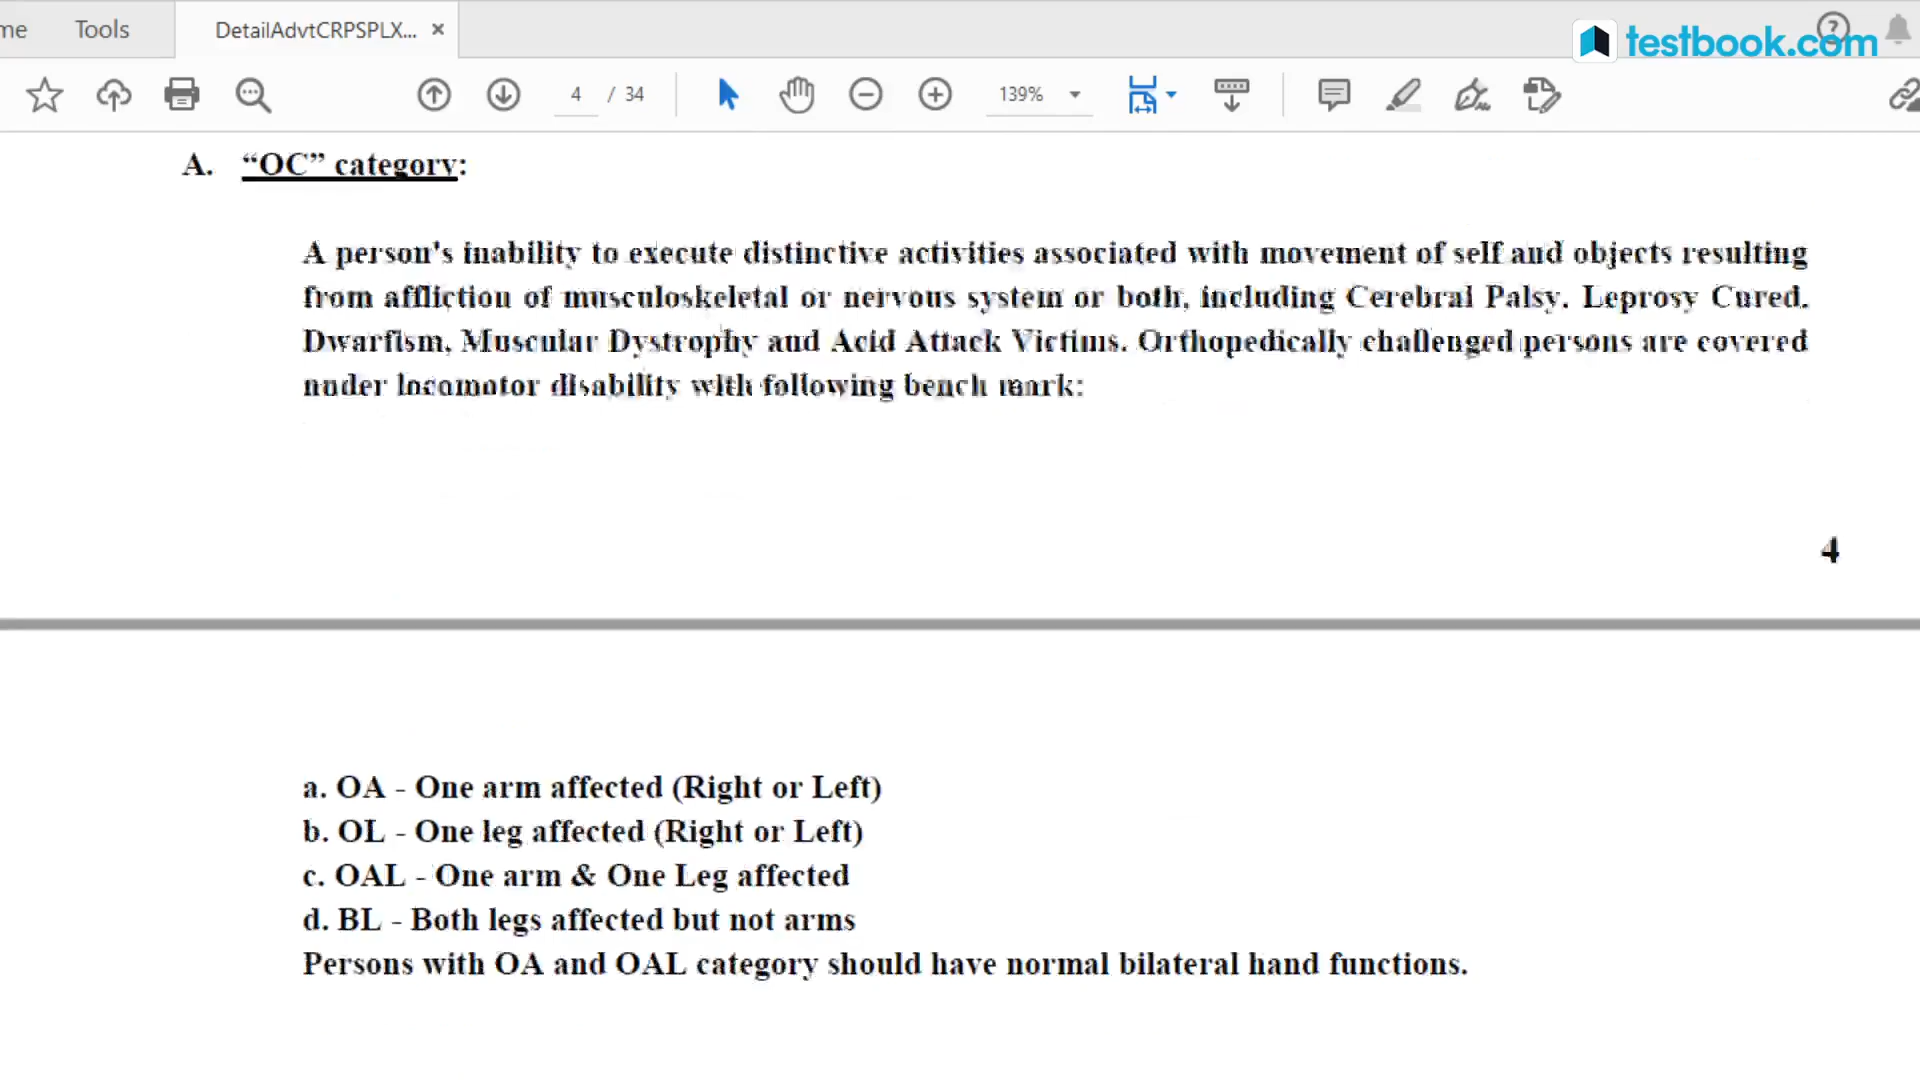 me
Tools
DetailAdvtCRPSPLX...
testbook.com
4 / 34
139%
A. “OC” category:
A person's inability to execute distinctive activities associated with movement of self and objects resulting
from affliction of musculoskeletal or nervous system or both, including Cerebral Palsy, Leprosy Cured,
Dwarfism, Muscular Dystrophy and Acid Attack Victims. Orthopedically challenged persons are covered
under locomotor disability with following bench mark:
4
a. OA - One arm affected (Right or Left)
b. OL - One leg affected (Right or Left)
c. OAL - One arm & One Leg affected
d. BL - Both legs affected but not arms
Persons with OA and OAL category should have normal bilateral hand functions.